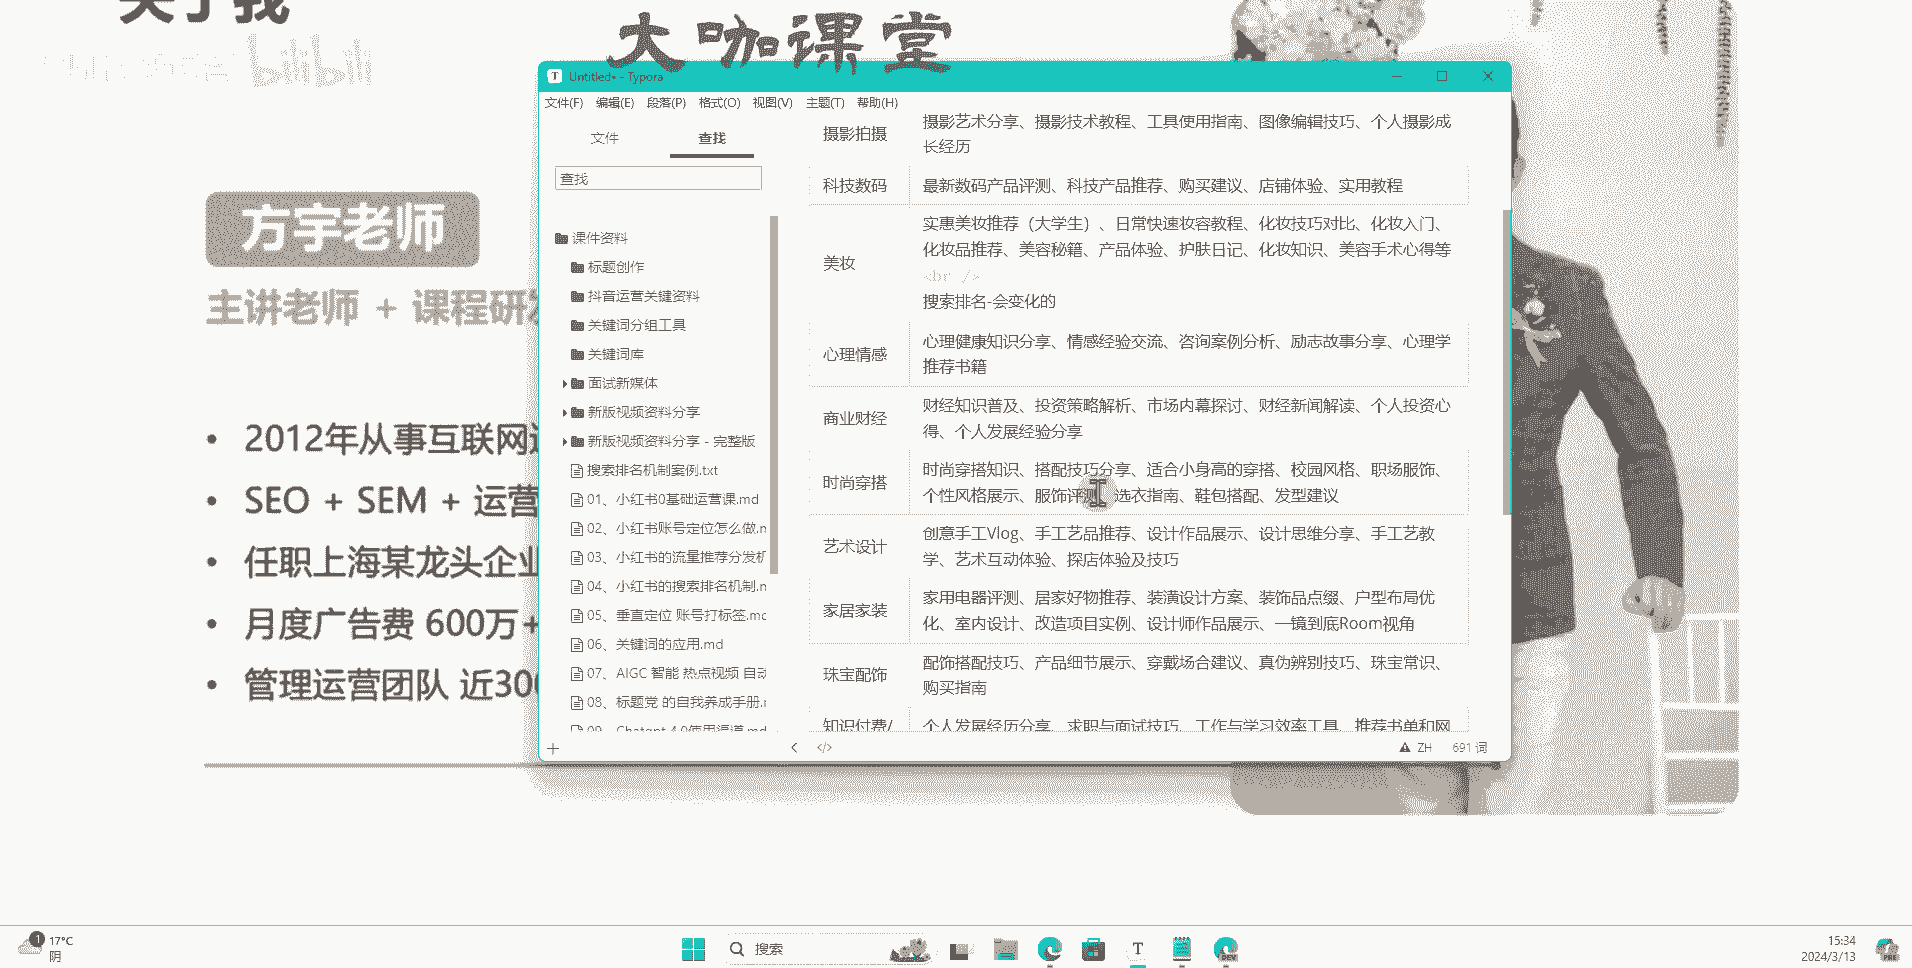 大咖课堂
bilibili
方宇老师
主讲老师 + 课程研
2012年从事互联网
SEO + SEM + 运营
任职上海某龙头企业
月度广告费 600万+
管理运营团队 近300
Untitled• - Typora
文件(F) 编辑(E) 段落(P) 格式(O) 视图(V) 主题(T) 帮助(H)
文件 查找
查找
课件资料
标题创作
抖音运营关键资料
关键词分组工具
关键词库
面试新媒体
新版视频资料分享
新版视频资料分享 - 完整版
搜索排名机制案例.txt
01、小红书0基础运营课.md
02、小红书账号定位怎么做.m
03、小红书的流量推荐分发机
04、小红书的搜索排名机制.m
05、垂直定位 账号打标签.md
06、关键词的应用.md
07、AIGC 智能 热点视频 自动
08、标题党 的自我养成手册.m
09、Chatgpt 4.0使用渠道.md
摄影拍摄
摄影艺术分享、摄影技术教程、工具使用指南、图像编辑技巧、个人摄影成
长经历
科技数码
最新数码产品评测、科技产品推荐、购买建议、店铺体验、实用教程
美妆
实惠美妆推荐（大学生）、日常快速妆容教程、化妆技巧对比、化妆入门、
化妆品推荐、美容秘籍、产品体验、护肤日记、化妆知识、美容手术心得等
<br />
搜索排名-会变化的
心理情感
心理健康知识分享、情感经验交流、咨询案例分析、励志故事分享、心理学
推荐书籍
商业财经
财经知识普及、投资策略解析、市场内幕探讨、财经新闻解读、个人投资心
得、个人发展经验分享
时尚穿搭
时尚穿搭知识、搭配技巧分享、适合小身高的穿搭、校园风格、职场服饰、
个性风格展示、服饰评测、选衣指南、鞋包搭配、发型建议
艺术设计
创意手工Vlog、手工艺品推荐、设计作品展示、设计思维分享、手工艺教
学、艺术互动体验、探店体验及技巧
家居家装
家用电器评测、居家好物推荐、装潢设计方案、装饰品点缀、户型布局优
化、室内设计、改造项目实例、设计师作品展示、一镜到底Room视角
珠宝配饰
配饰搭配技巧、产品细节展示、穿戴场合建议、真伪辨别技巧、珠宝常识、
购买指南
知识付费/
个人发展经历分享、求职与面试技巧、工作与学习效率工具、推荐书单和网
ZH 691 词
1 17°C
阴
搜索
DEV
15:34
2024/3/13
PRE